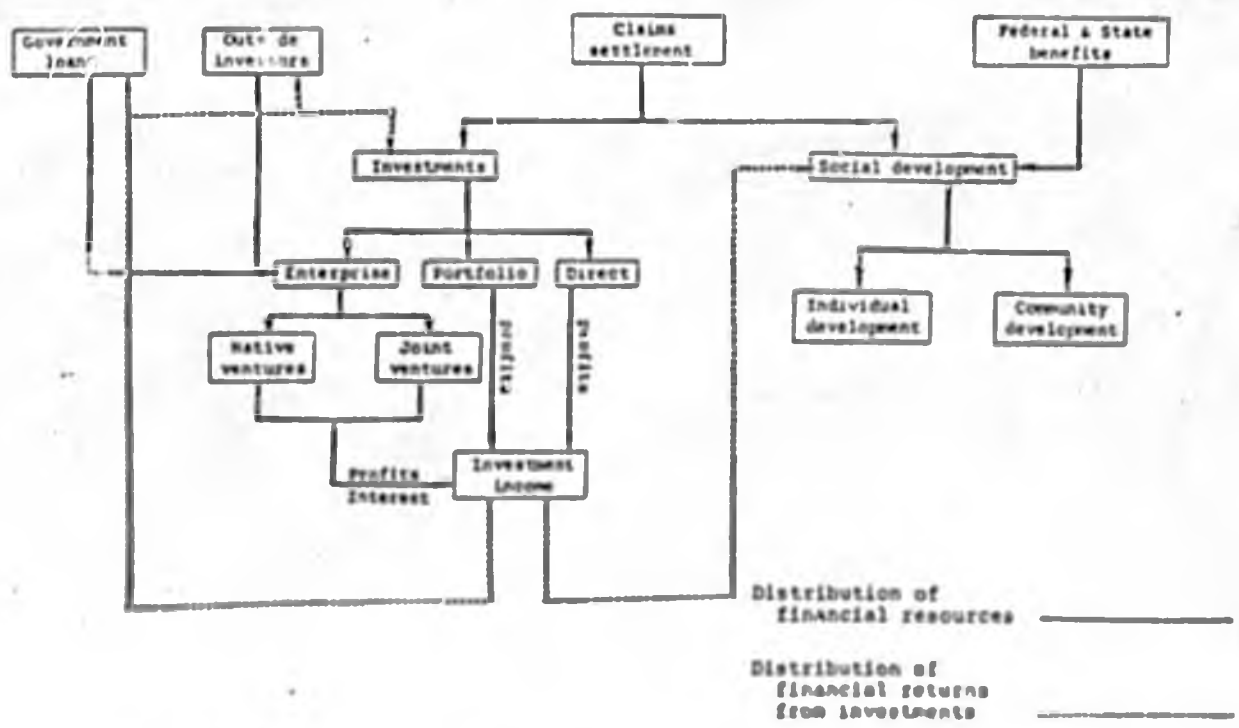 Government
loans
Outside
investors
Claims
settlement
Federal & State
benefits
Investments
Social development
Enterprise
Portfolio
Direct
Individual
development
Community
development
Native
ventures
Joint
ventures
Profits
Profits
Investment
income
Profits
Interest
Distribution of
financial resources
Distribution of
financial returns
from investments